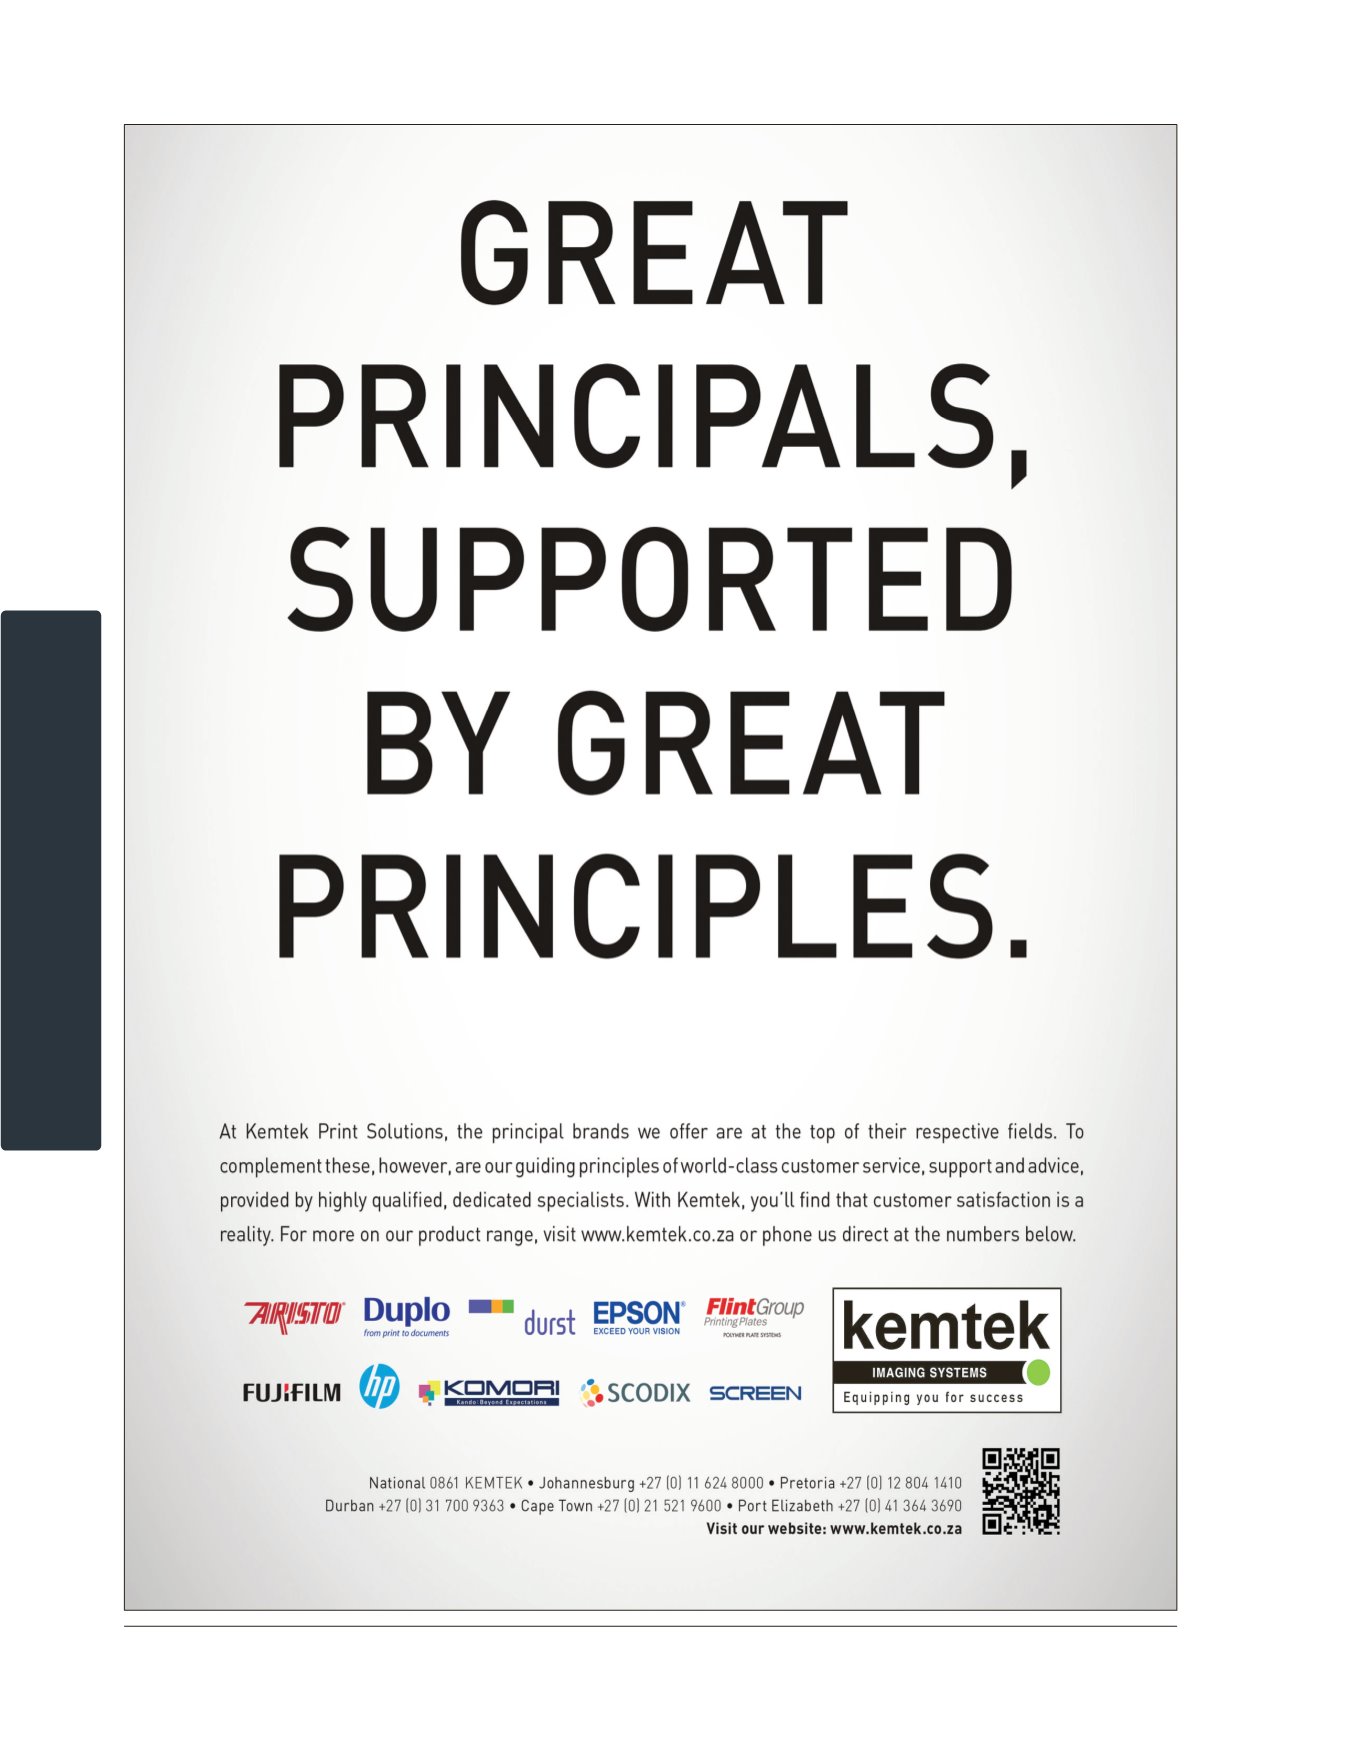 GREAT
PRINCIPALS,
SUPPORTED
BY GREAT
PRINCIPLES.
At Kemtek Print Solutions, the principal brands we offer are at the top of their respective fields. To
complement these, however, are our guiding principles of world-class customer service, support and advice,
provided by highly qualified, dedicated specialists. With Kemtek, you'll find that customer satisfaction is a
reality. For more on our product range, visit www.kemtek.co.za or phone us direct at the numbers below.
ARISTO®
Duplo
from print to documents
durst
EPSON®
EXCEED YOUR VISION
FlintGroup
Printing Plates
POLYMER PLATE SYSTEMS
kemtek
IMAGING SYSTEMS
Equipping you for success
FUJIFILM
hp
KOMORI
Kando: Beyond Expectations
SCODIX
SCREEN
National 0861 KEMTEK • Johannesburg +27 (0) 11 624 8000 • Pretoria +27 (0) 12 804 1410
Durban +27 (0) 31 700 9363 • Cape Town +27 (0) 21 521 9600 • Port Elizabeth +27 (0) 41 364 3690
Visit our website: www.kemtek.co.za